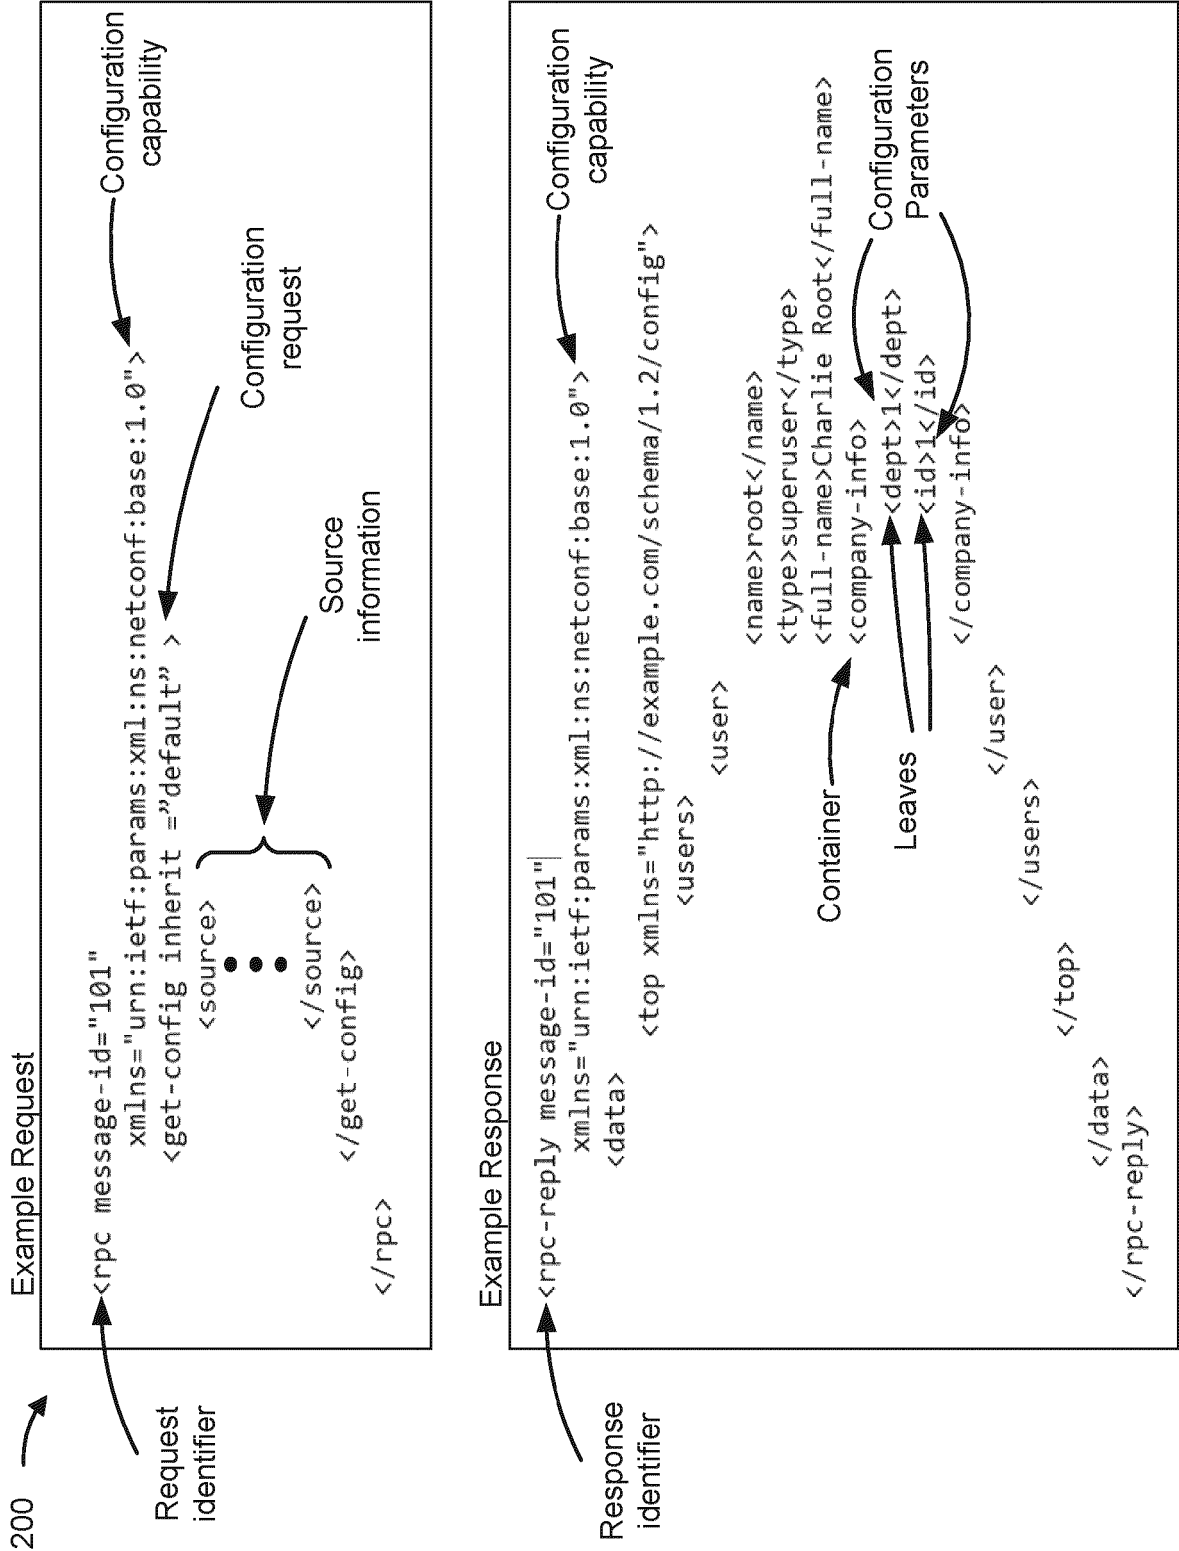 200
Example Request
Request
identifier
<rpc message-id="101"
xmlns="urn:ietf:params:xml:ns:netconf:base:1.0">
<get-config inherit =”default” >
<source>
</source>
</get-config>
</rpc>
Configuration
capability
Configuration
request
Source
information
Example Response
Response
identifier
<rpc-reply message-id="101"
xmlns="urn:ietf:params:xml:ns:netconf:base:1.0">
<data>
<top xmlns="http://example.com/schema/1.2/config">
<users>
<user>
<name>root</name>
<type>superuser</type>
<full-name>Charlie Root</full-name>
<company-info>
<dept>1</dept>
<id>1</id>
</company-info>
</user>
</users>
</top>
</data>
</rpc-reply>
Configuration
capability
Container
Leaves
Configuration
Parameters